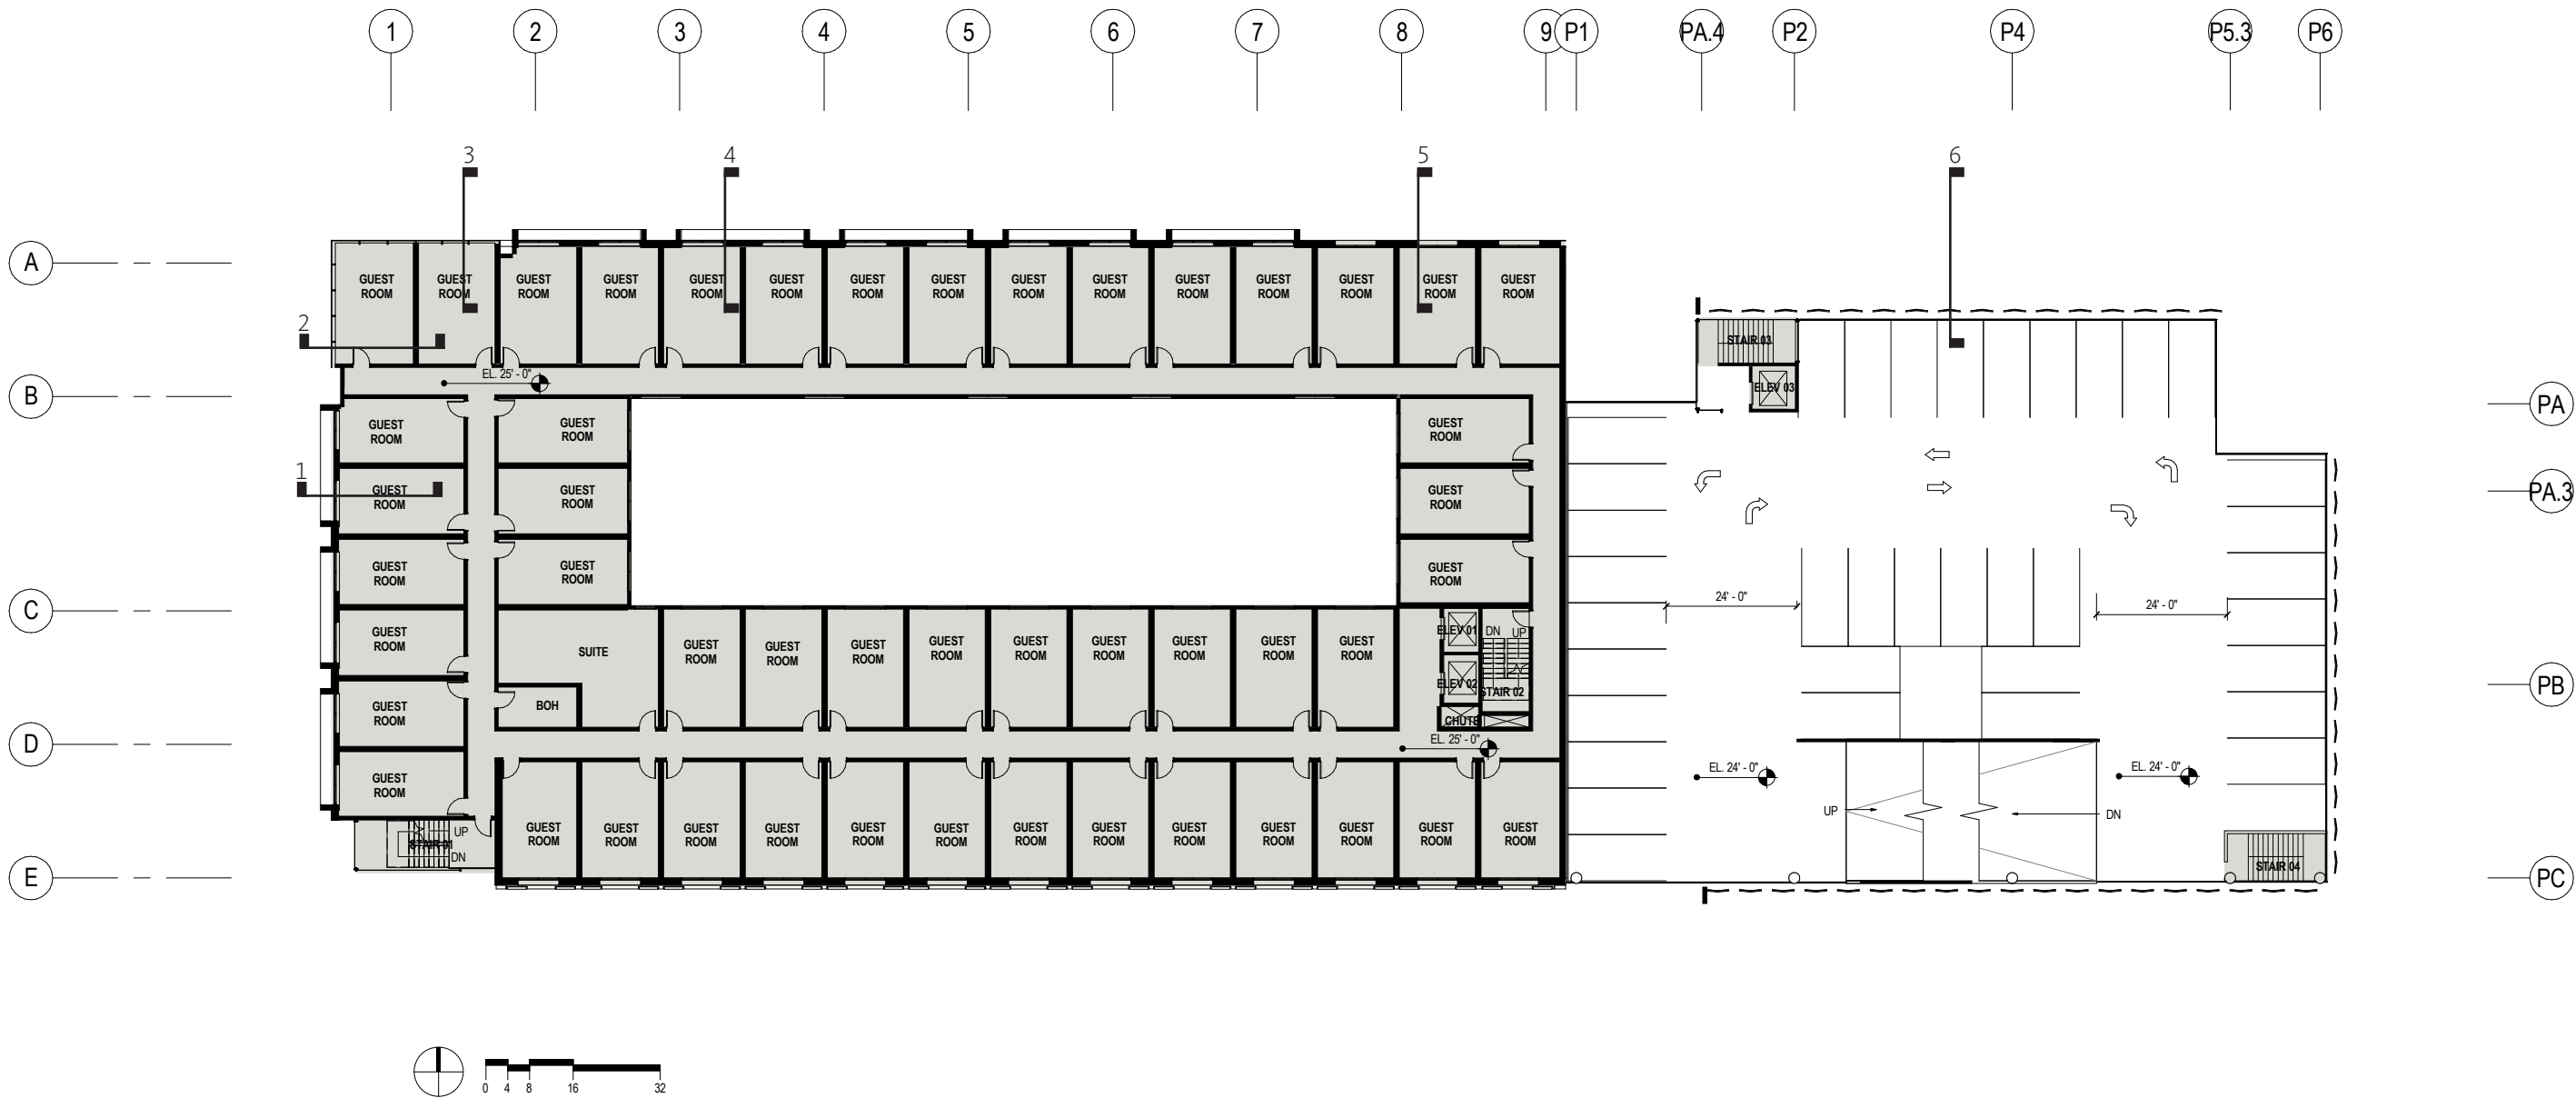 1 2 3 4 5 6 7 8 9 P1 PA.4 P2 P4 P5.3 P6
3 4 5 6
A
GUEST GUEST GUEST GUEST GUEST GUEST GUEST GUEST GUEST GUEST GUEST GUEST GUEST GUEST GUEST
ROOM ROOM ROOM ROOM ROOM ROOM ROOM ROOM ROOM ROOM ROOM ROOM ROOM ROOM ROOM
2
STAIR 03
EL. 25' - 0"
ELEV 03
B
PA
GUEST GUEST GUEST
ROOM ROOM ROOM
1
GUEST GUEST GUEST
ROOM ROOM ROOM
PA.3
GUEST GUEST GUEST
ROOM ROOM ROOM
24' - 0" 24' - 0"
C
GUEST
ROOM
SUITE
GUEST GUEST GUEST GUEST GUEST GUEST GUEST GUEST GUEST
ROOM ROOM ROOM ROOM ROOM ROOM ROOM ROOM ROOM
ELEV 01 DN UP
ELEV 02
STAIR 02
PB
GUEST
ROOM
BOH
CHUTE
D
EL. 25' - 0"
EL. 24' - 0" EL. 24' - 0"
GUEST
ROOM
UP DN
GUEST GUEST GUEST GUEST GUEST GUEST GUEST GUEST GUEST GUEST GUEST GUEST GUEST
ROOM ROOM ROOM ROOM ROOM ROOM ROOM ROOM ROOM ROOM ROOM ROOM ROOM
UP
STAIR 01
DN
STAIR 04
E
PC
0 4 8 16 32